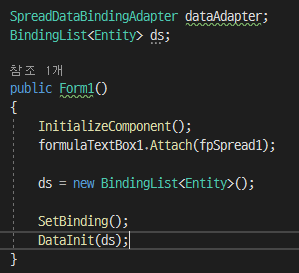 SpreadDataBindingAdapter dataAdapter;
BindingList<Entity> ds;
참조 1개
public Form1()
{
InitializeComponent();
formulaTextBox1.Attach(fpSpread1);
ds = new BindingList<Entity>();
SetBinding();
DataInit(ds);
}